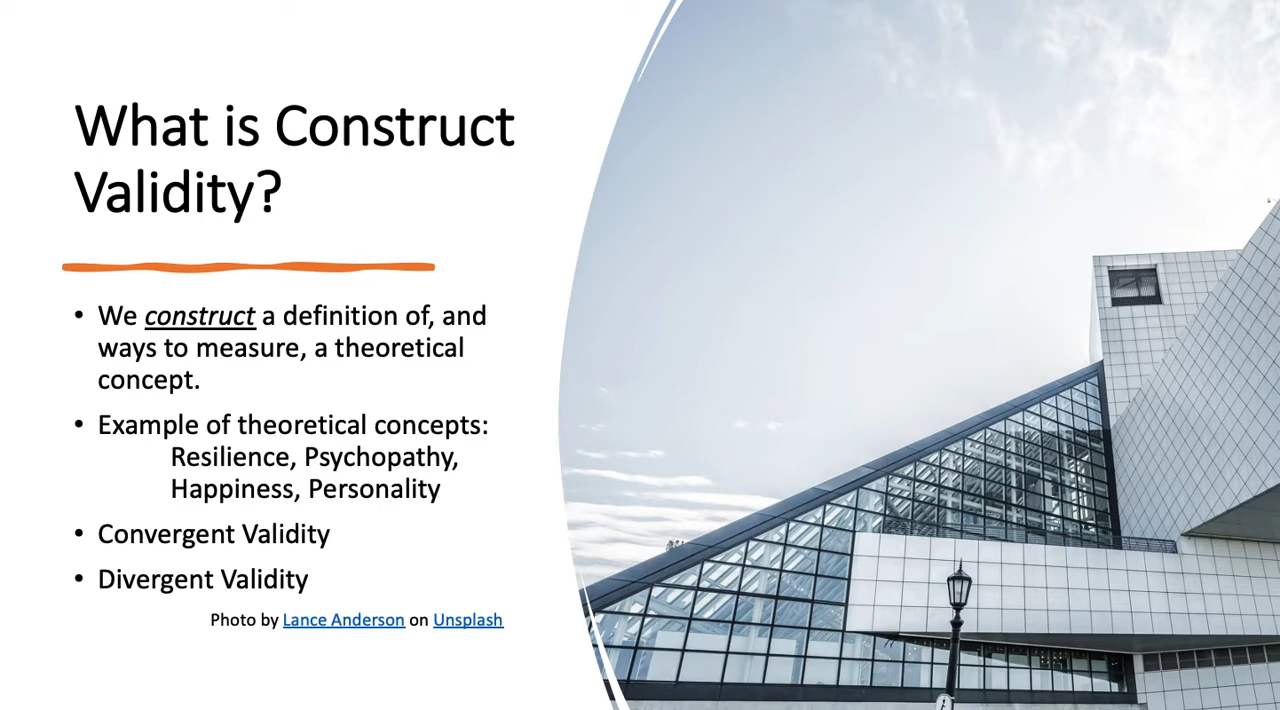 What is Construct
Validity?
• We construct a definition of, and
ways to measure, a theoretical
concept.
• Example of theoretical concepts:
Resilience, Psychopathy,
Happiness, Personality
• Convergent Validity
• Divergent Validity
Photo by Lance Anderson on Unsplash